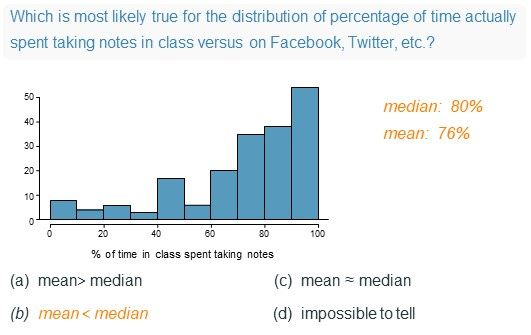 Which is most likely true for the distribution of percentage of time actually
spent taking notes in class versus on Facebook, Twitter, etc.?
median: 80%
mean: 76%
50
40
30
20
10
0
0 20 40 60 80 100
% of time in class spent taking notes
(a) mean> median
(c) mean ≈ median
(b) mean < median
(d) impossible to tell